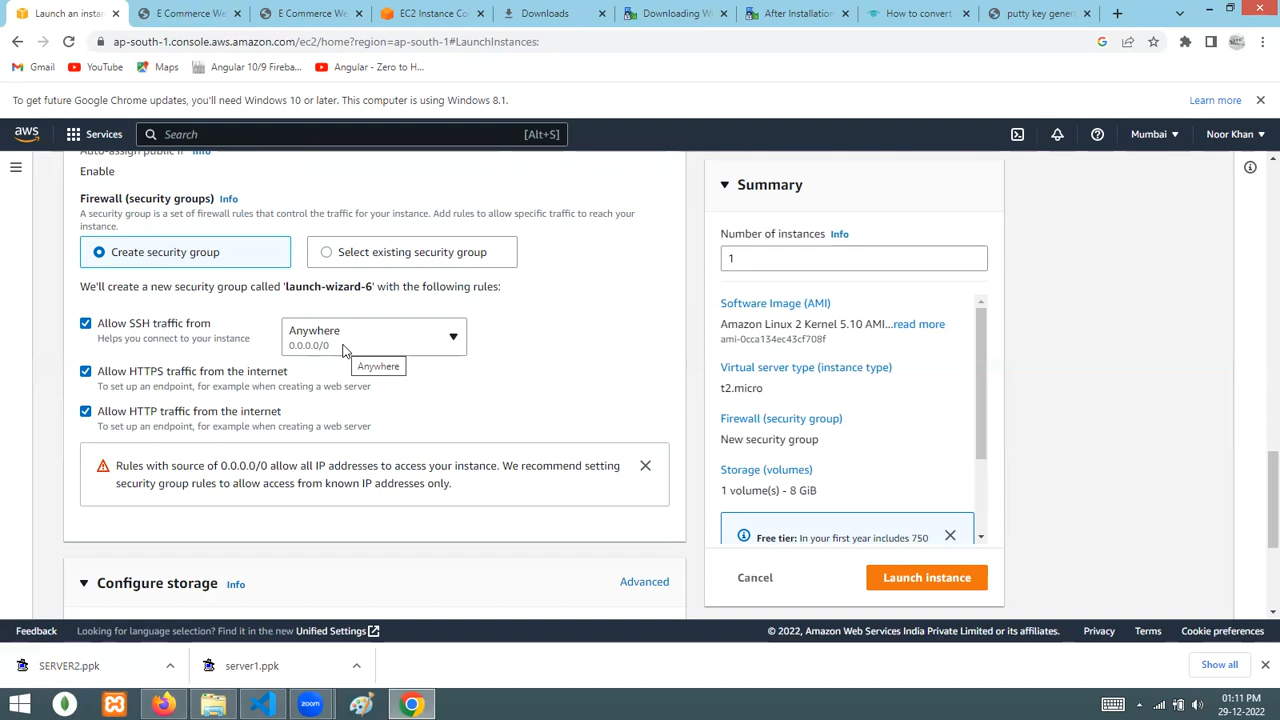 Launch an instan
E Commerce We
E Commerce We
EC2 Instance Co
Downloads
Downloading W
After Installation
How to convert
putty key gener
ap-south-1.console.aws.amazon.com/ec2/home?region=ap-south-1#LaunchInstances:
Gmail
YouTube
Maps
Angular 10/9 Fireba...
Angular - Zero to H...
To get future Google Chrome updates, you'll need Windows 10 or later. This computer is using Windows 8.1.
Learn more
aws
Services
Search
[Alt+S]
Mumbai
Noor Khan
Auto-assign public IP Info
Enable
Firewall (security groups) Info
A security group is a set of firewall rules that control the traffic for your instance. Add rules to allow specific traffic to reach your
instance.
Create security group
Select existing security group
We'll create a new security group called 'launch-wizard-6' with the following rules:
Allow SSH traffic from
Helps you connect to your instance
Anywhere
0.0.0.0/0
Anywhere
Allow HTTPS traffic from the internet
To set up an endpoint, for example when creating a web server
Allow HTTP traffic from the internet
To set up an endpoint, for example when creating a web server
Rules with source of 0.0.0.0/0 allow all IP addresses to access your instance. We recommend setting
security group rules to allow access from known IP addresses only.
Configure storage Info
Advanced
Summary
Number of instances Info
1
Software Image (AMI)
Amazon Linux 2 Kernel 5.10 AMI...read more
ami-0cca134ec43cf708f
Virtual server type (instance type)
t2.micro
Firewall (security group)
New security group
Storage (volumes)
1 volume(s) - 8 GiB
Free tier: In your first year includes 750
Cancel
Launch instance
Feedback
Looking for language selection? Find it in the new Unified Settings
© 2022, Amazon Web Services India Private Limited or its affiliates.
Privacy
Terms
Cookie preferences
SERVER2.ppk
server1.ppk
Show all
zoom
01:11 PM
29-12-2022